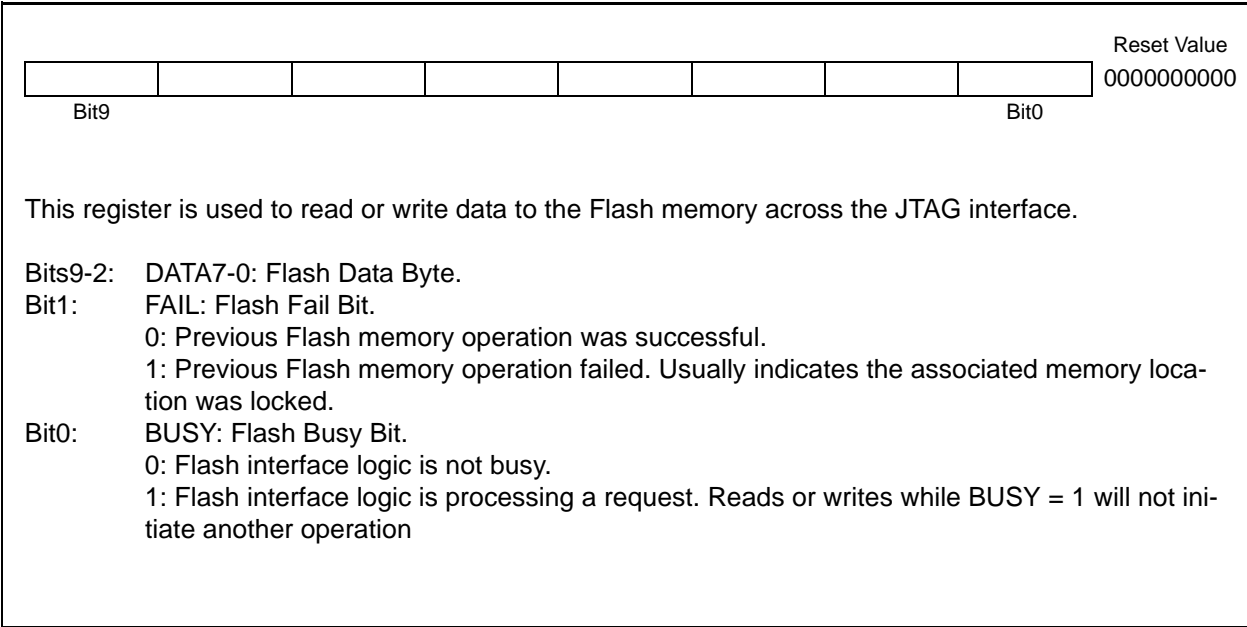 Reset Value
0000000000
Bit9 Bit0
This register is used to read or write data to the Flash memory across the JTAG interface.
Bits9-2: DATA7-0: Flash Data Byte.
Bit1: FAIL: Flash Fail Bit.
0: Previous Flash memory operation was successful.
1: Previous Flash memory operation failed. Usually indicates the associated memory loca-
tion was locked.
Bit0: BUSY: Flash Busy Bit.
0: Flash interface logic is not busy.
1: Flash interface logic is processing a request. Reads or writes while BUSY = 1 will not ini-
tiate another operation